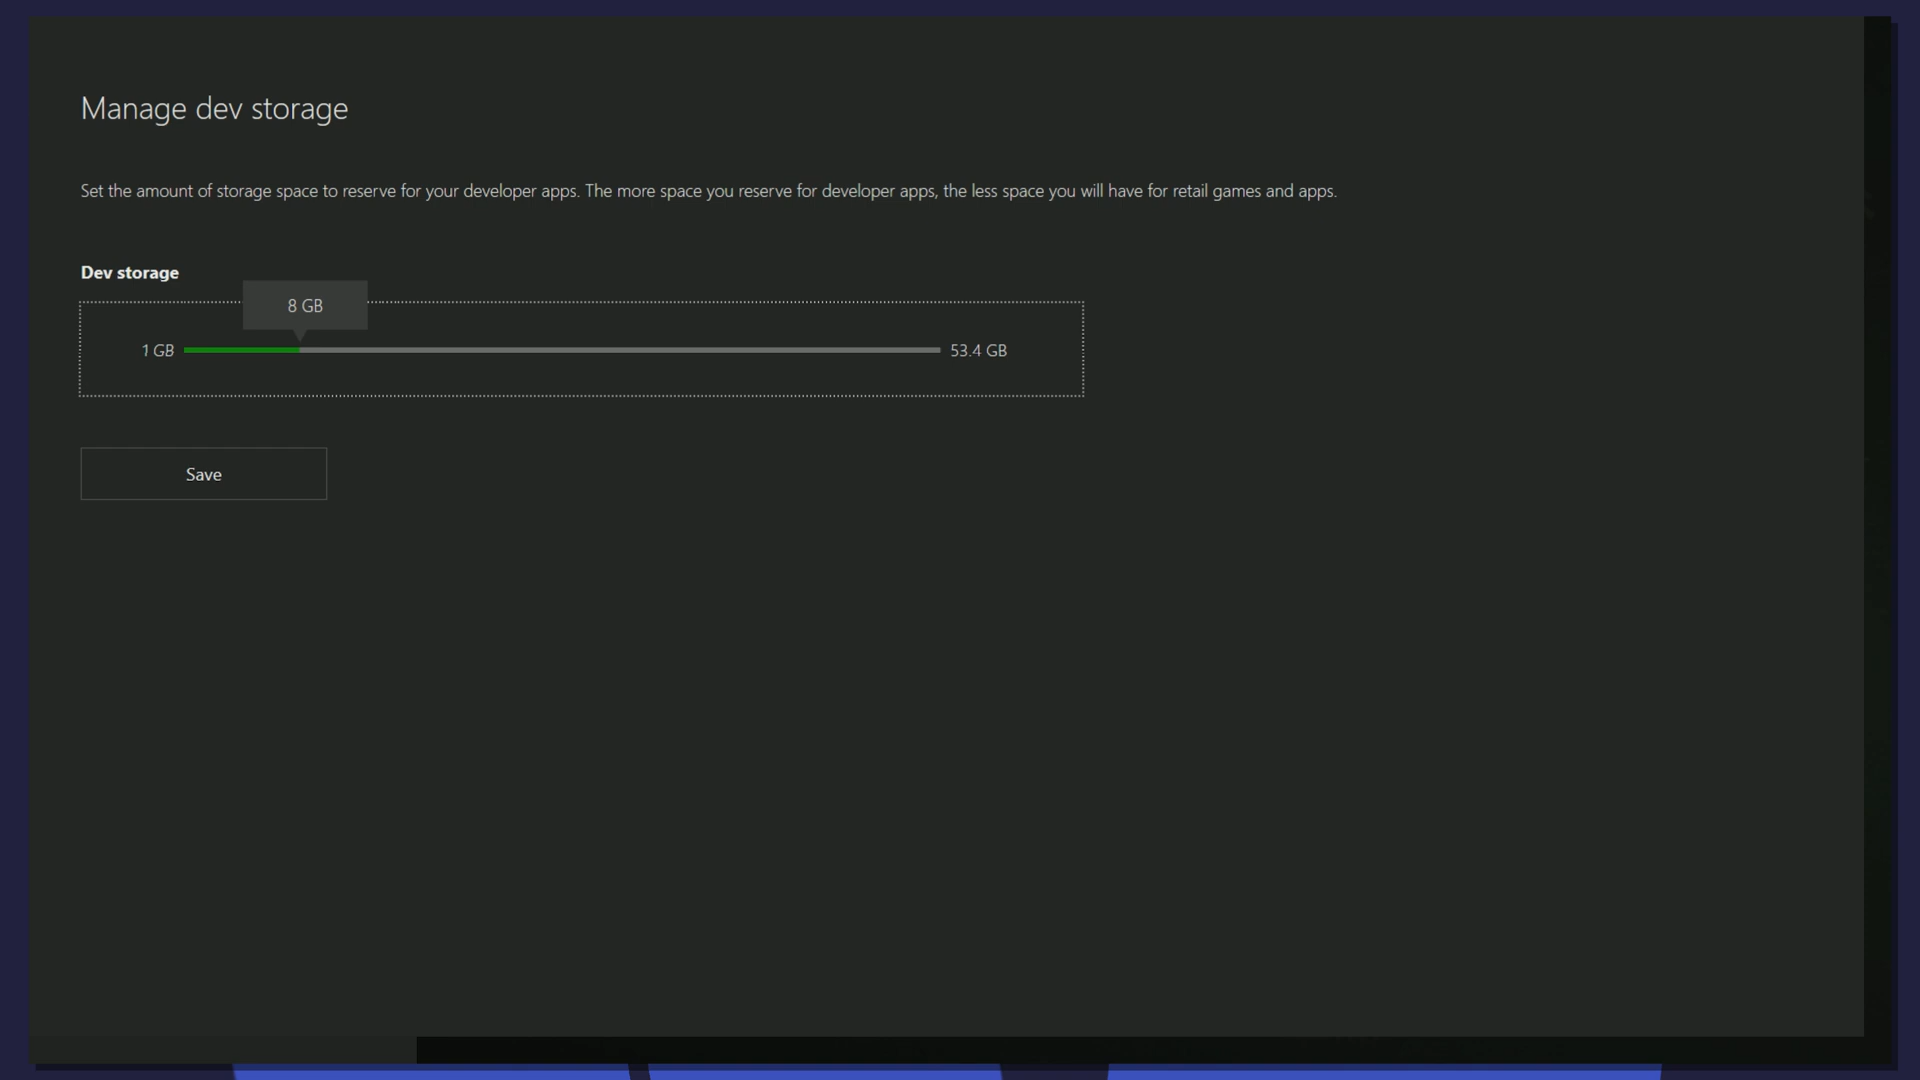 Manage dev storage
Set the amount of storage space to reserve for your developer apps. The more space you reserve for developer apps, the less space you will have for retail games and apps.
Dev storage
8 GB
1 GB 53.4 GB
Save